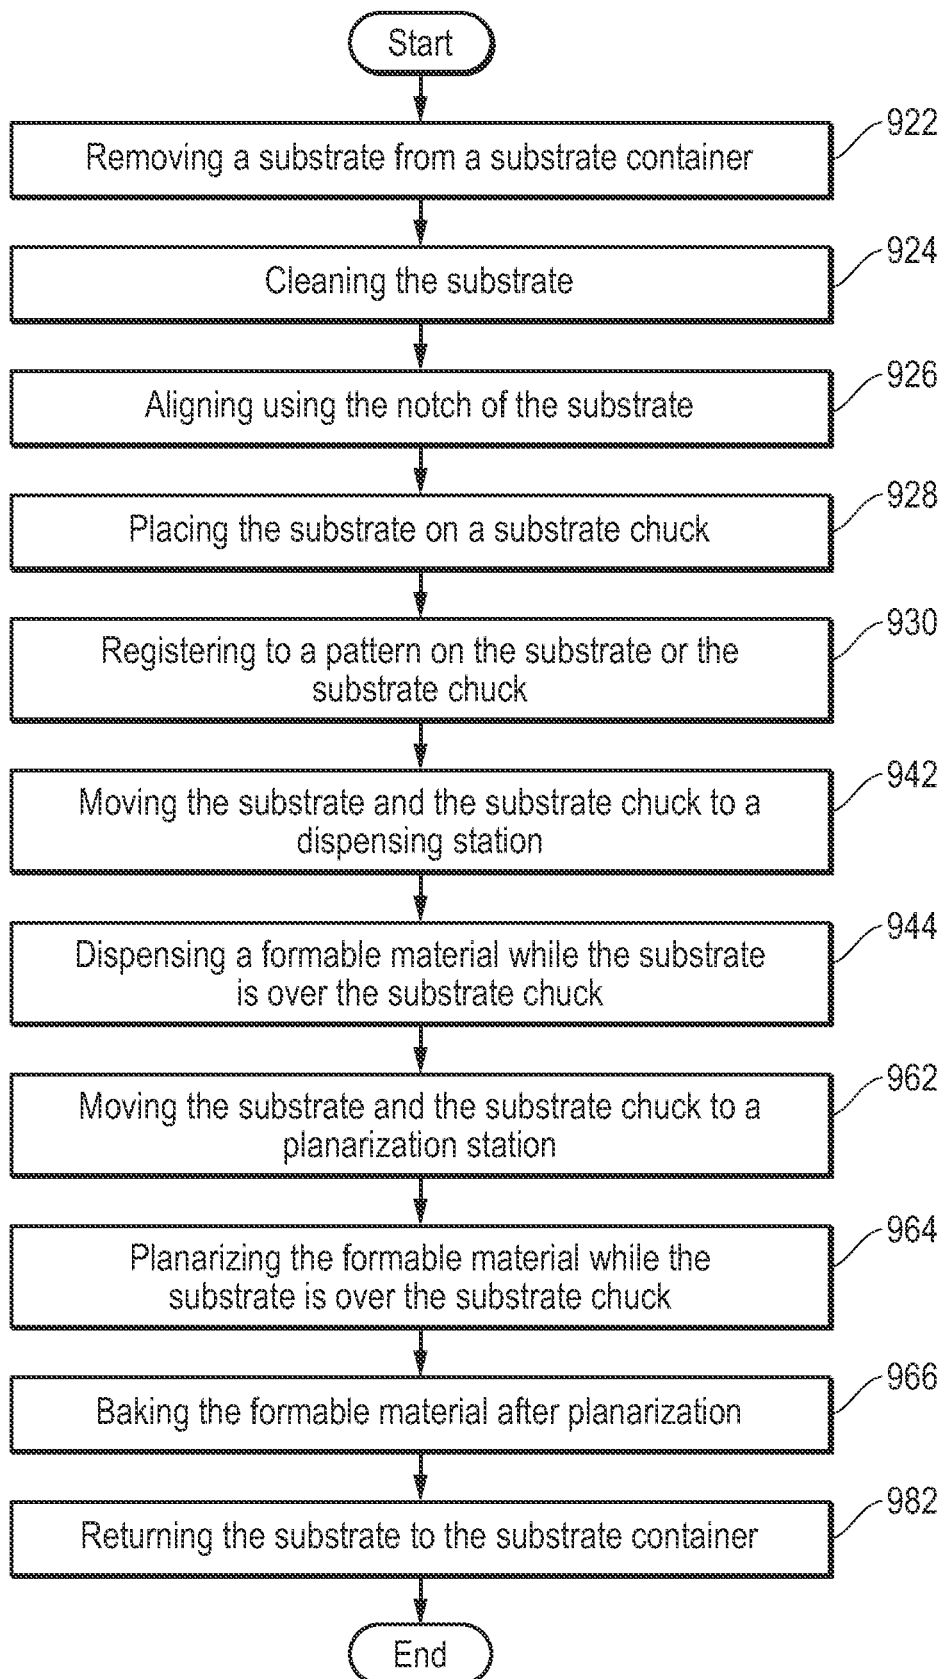 Start
922
Removing a substrate from a substrate container
924
Cleaning the substrate
926
Aligning using the notch of the substrate
928
Placing the substrate on a substrate chuck
930
Registering to a pattern on the substrate or the
substrate chuck
942
Moving the substrate and the substrate chuck to a
dispensing station
944
Dispensing a formable material while the substrate
is over the substrate chuck
962
Moving the substrate and the substrate chuck to a
planarization station
964
Planarizing the formable material while the
substrate is over the substrate chuck
966
Baking the formable material after planarization
982
Returning the substrate to the substrate container
End